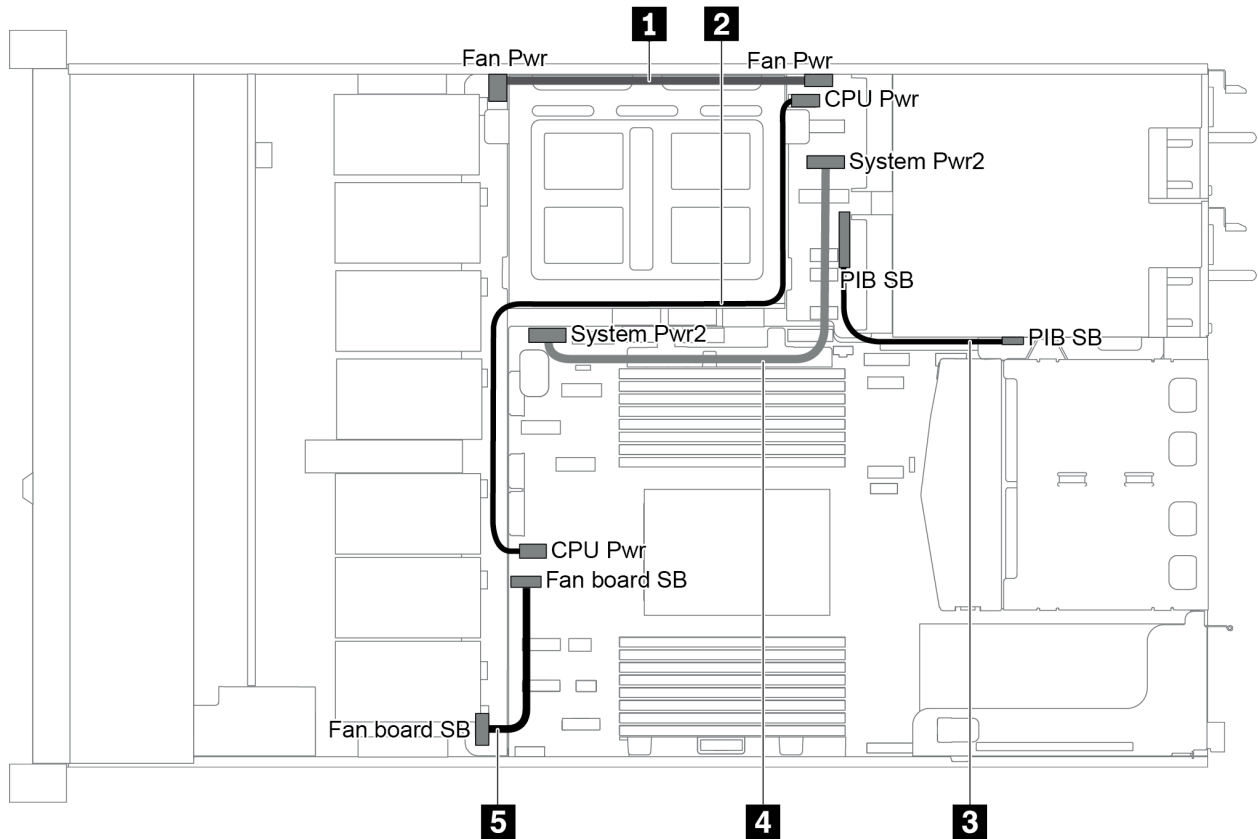 1
2
Fan Pwr
Fan Pwr
CPU Pwr
System Pwr2
PIB SB
System Pwr2
PIB SB
CPU Pwr
Fan board SB
Fan board SB
5
4
3